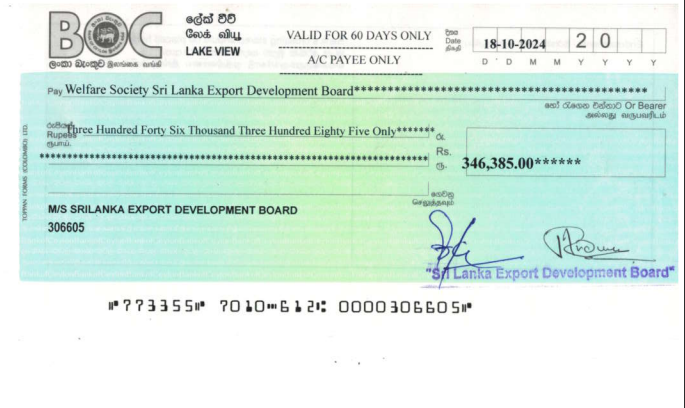 BOC
ලංකා බැංකුව இலங்கை வங்கி
ලේක් විව්
லேக் வியூ
LAKE VIEW
VALID FOR 60 DAYS ONLY
A/C PAYEE ONLY
දිනය
Date
திகதி
18-10-2024
2 0
D D M M Y Y Y Y
Pay Welfare Society Sri Lanka Export Development Board*******************************************
හෝ රැගෙන එන්නාට Or Bearer
அல்லது வருபவரிடம்
රුපියල්
Rupees
ரூபாய்
Three Hundred Forty Six Thousand Three Hundred Eighty Five Only*******
රු.
Rs.
ரூ.
346,385.00******
ගෙවනු
செலுத்தவும்
M/S SRILANKA EXPORT DEVELOPMENT BOARD
306605
"Sri Lanka Export Development Board"
TOPPAN FORMS (COLOMBO) LTD.
⑈773355⑈ 7010⑉612⑆ 0000306605⑈